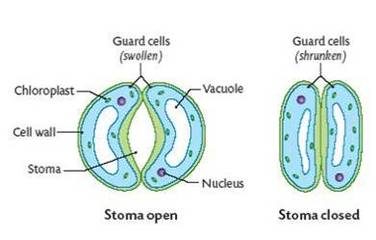 Guard cells
(swollen)
Guard cells
(shrunken)
Chloroplast
Vacuole
Cell wall
Stoma
Nucleus
Stoma open
Stoma closed